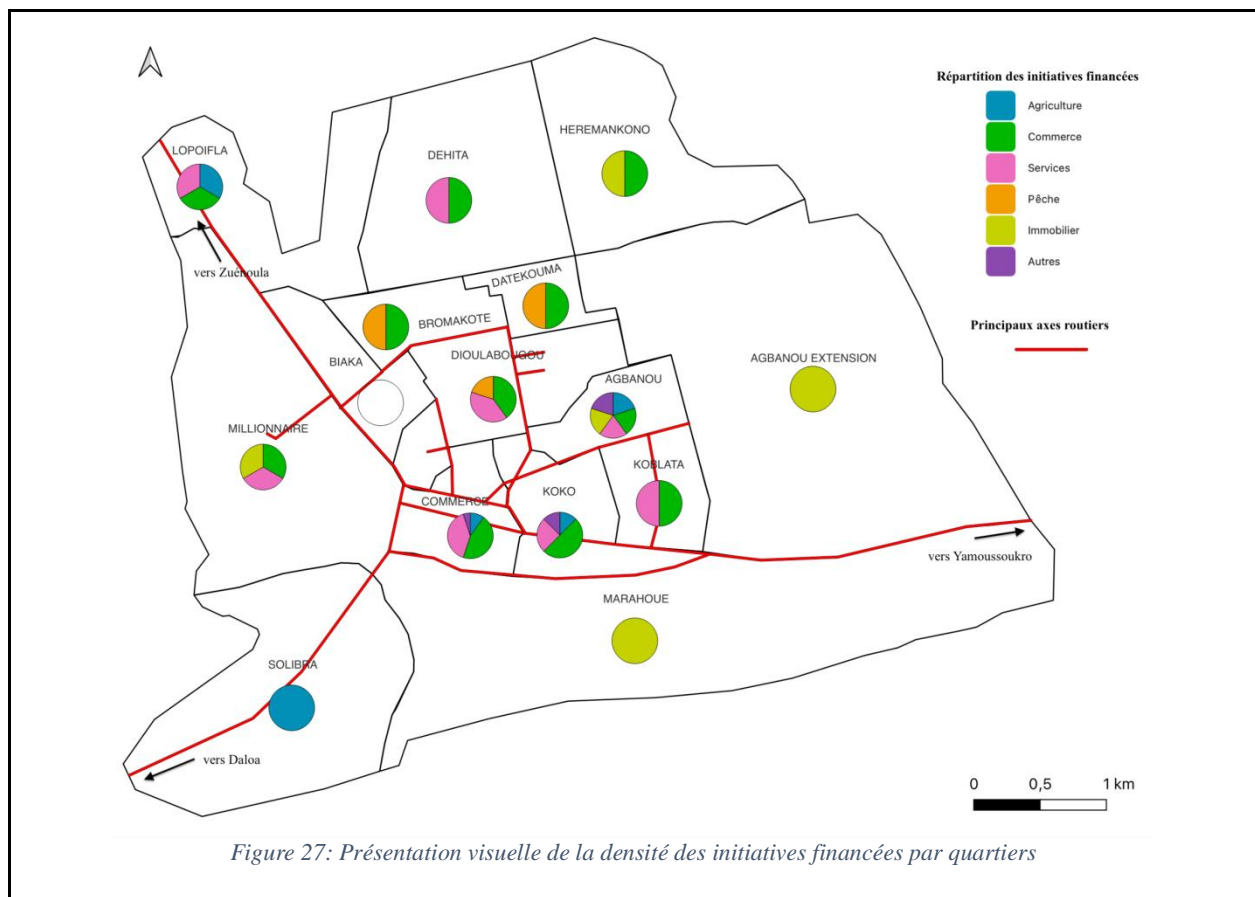 Répartition des initiatives financées
Agriculture
Commerce
Services
Pêche
Immobilier
Autres
Principaux axes routiers
HEREMANKONO
LOPOIFLA
DEHITA
vers Zuénoula
DATEKOUMA
BROMAKOTE
BIAKA
DIOULABOUGOU
AGBANOU EXTENSION
AGBANOU
MILLIONNAIRE
KOBLATA
KOKO
COMMERCE
vers Yamoussoukro
MARAHOUE
SOLIBRA
vers Daloa
0 0,5 1 km
Figure 27: Présentation visuelle de la densité des initiatives financées par quartiers